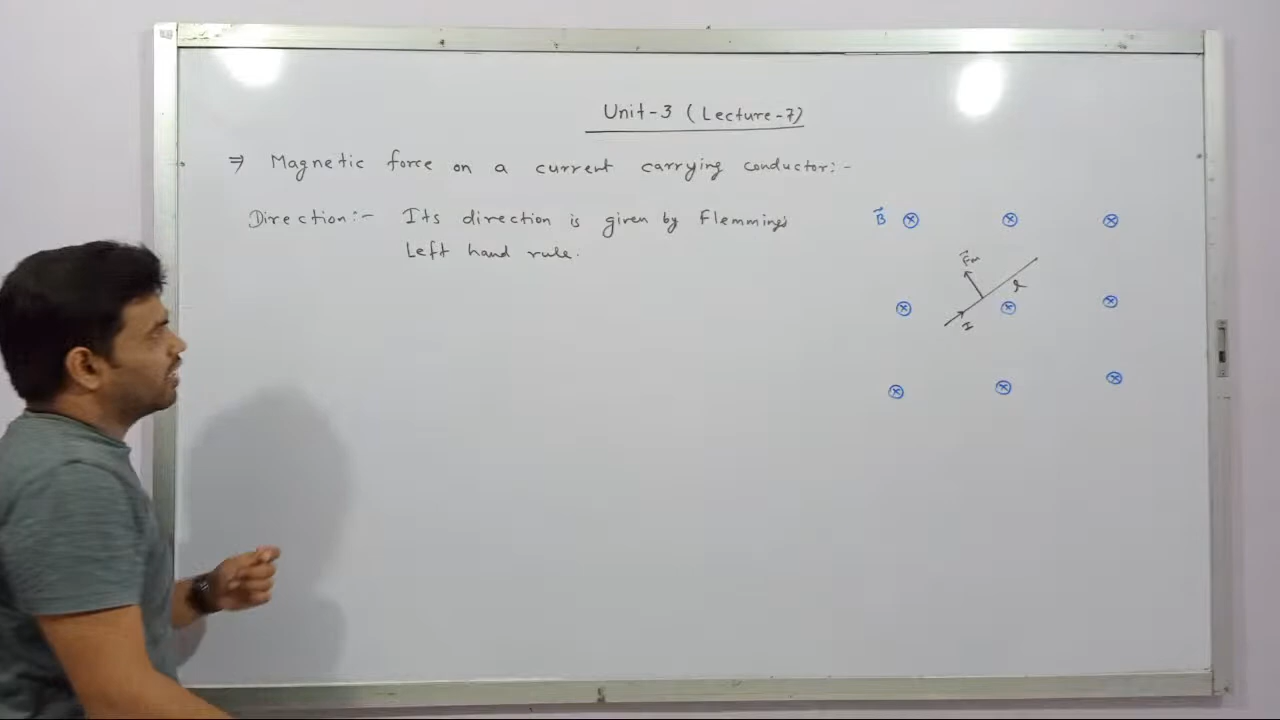 Unit-3 (Lecture-7)
⇒ Magnetic force on a current carrying conductor:-
Direction:- Its direction is given by Flemming's
Left hand rule.
B⃗ ⊗ ⊗ ⊗
F⃗m
l
⊗ ⊗ ⊗
I
⊗ ⊗ ⊗